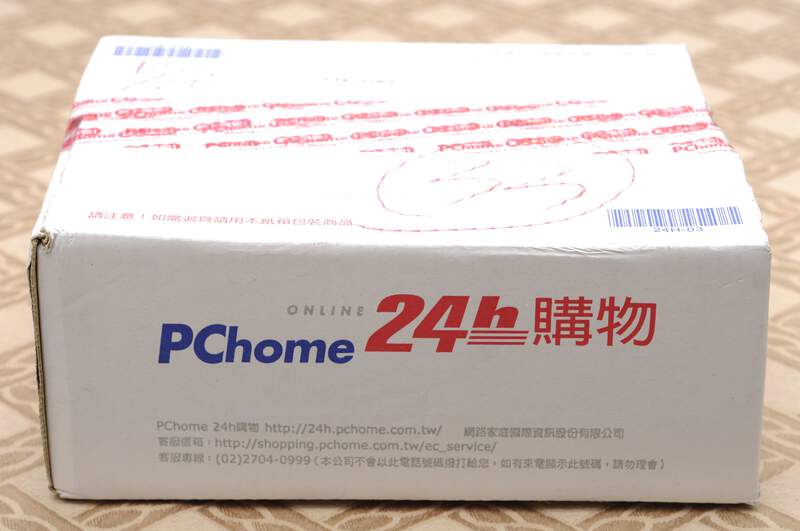 PChome
請注意！如需退貨請用本紙箱包裝商品
24H-03
ONLINE
PChome 24h購物
PChome 24h購物 http://24h.pchome.com.tw/ 網路家庭國際資訊股份有限公司
客服信箱：http://shopping.pchome.com.tw/ec_service/
客服專線：(02)2704-0999 (本公司不會以此電話號碼撥打給您，如有來電顯示此號碼，請勿理會)